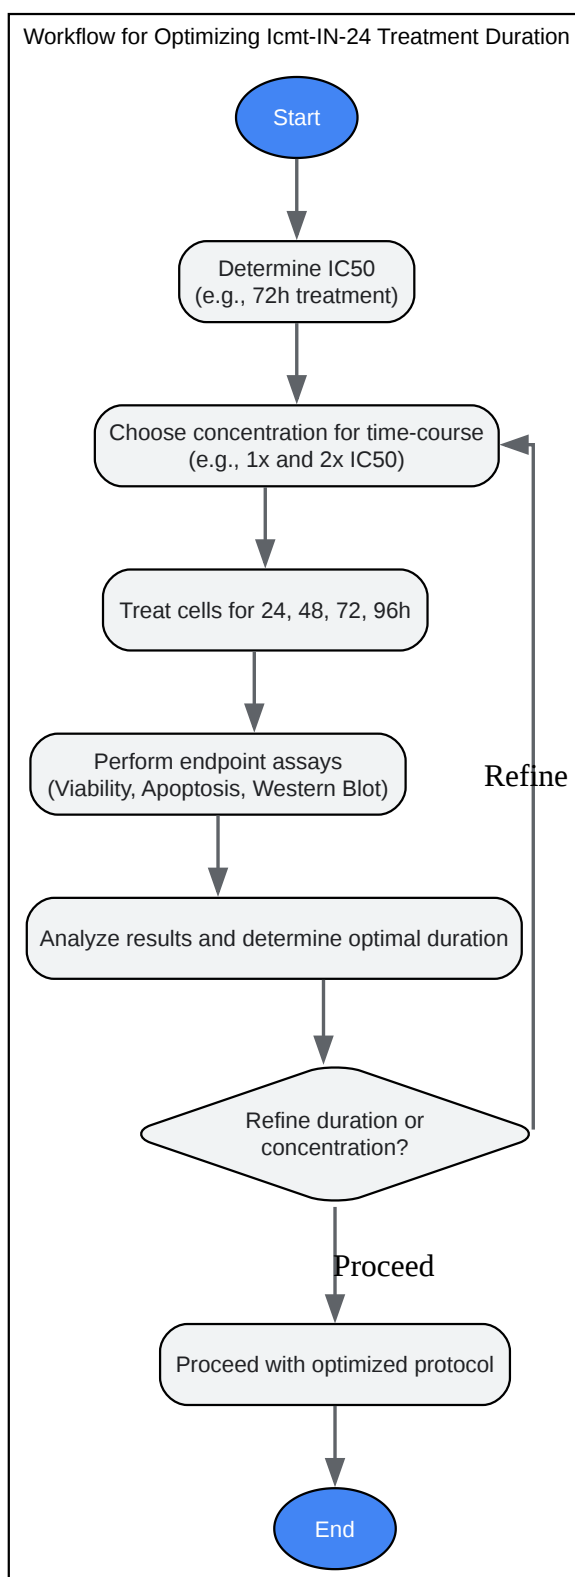 Workflow for Optimizing Icmt-IN-24 Treatment Duration
Start
Determine IC50
(e.g., 72h treatment)
Choose concentration for time-course
(e.g., 1x and 2x IC50)
Treat cells for 24, 48, 72, 96h
Perform endpoint assays
(Viability, Apoptosis, Western Blot)
Refine
Analyze results and determine optimal duration
Refine duration or
concentration?
Proceed
Proceed with optimized protocol
End